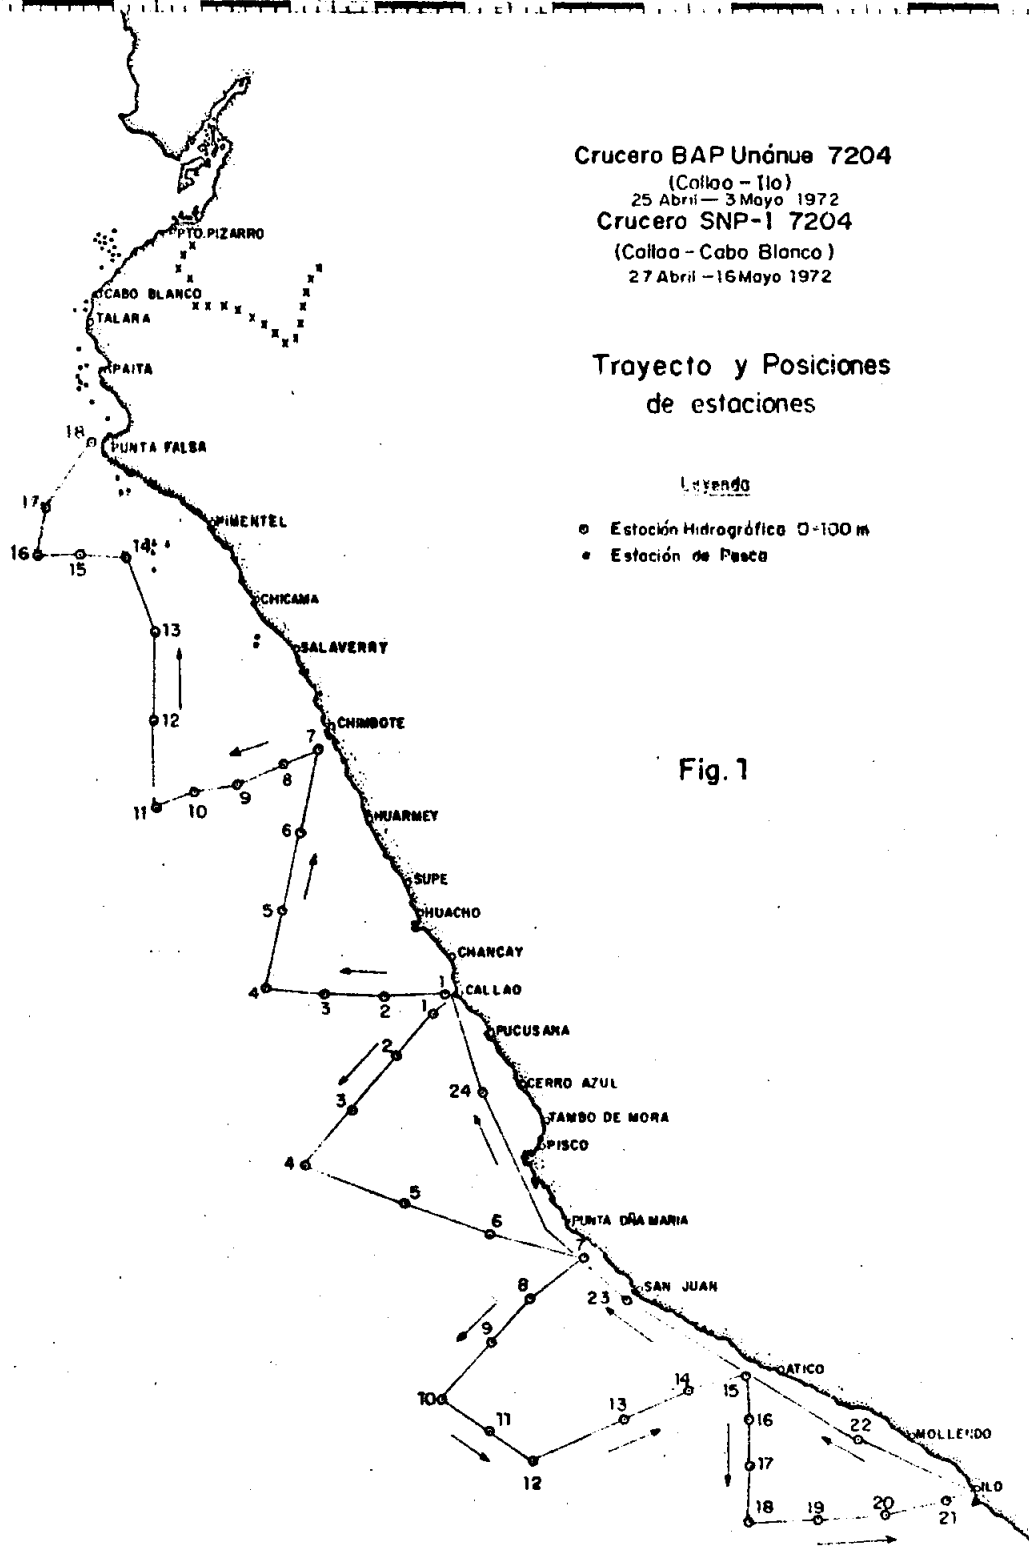 Crucero BAP Unánue 7204
(Callao - Ilo)
25 Abril — 3 Mayo 1972
Crucero SNP-1 7204
(Callao - Cabo Blanco)
27 Abril - 16 Mayo 1972
Trayecto y Posiciones
de estaciones
Leyenda
Estación Hidrográfica 0-100 m
Estación de Pesca
Fig. 1
PTO. PIZARRO
CABO BLANCO
TALARA
PAITA
18
PUNTA FALSA
17
PIMENTEL
16
15
14
CHICAMA
13
SALAVERRY
12
CHIMBOTE
7
8
9
10
11
HUARMEY
6
SUPE
5
HUACHO
CHANCAY
4
3
2
1
CALLAO
1
PUCUSANA
2
CERRO AZUL
24
3
TAMBO DE MORA
PISCO
4
5
PUNTA DÑA MARIA
6
7
SAN JUAN
8
23
9
ATICO
10
14
15
13
16
11
22
MOLLENDO
12
17
ILO
18
19
20
21